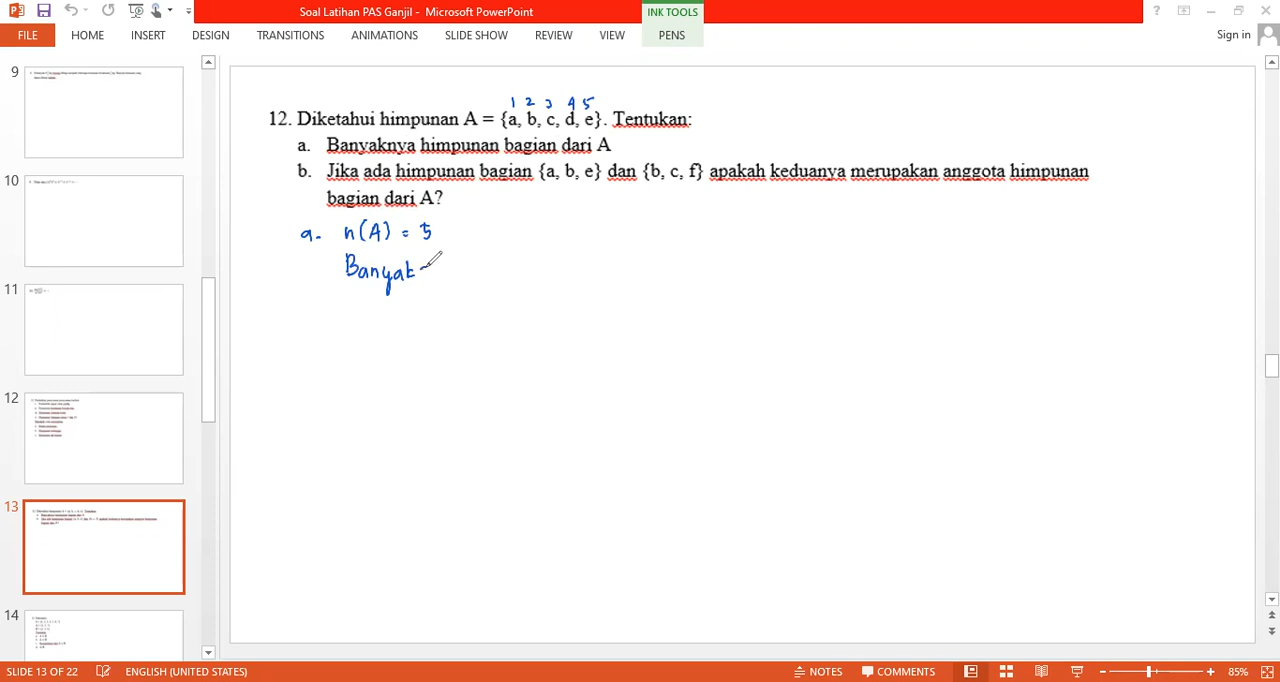 Soal Latihan PAS Ganjil - Microsoft PowerPoint
INK TOOLS
FILE HOME INSERT DESIGN TRANSITIONS ANIMATIONS SLIDE SHOW REVIEW VIEW PENS
Sign in
9
10
11
12
13
14
1 2 3 4 5
12. Diketahui himpunan A = {a, b, c, d, e}. Tentukan:
a. Banyaknya himpunan bagian dari A
b. Jika ada himpunan bagian {a, b, e} dan {b, c, f} apakah keduanya merupakan anggota himpunan
bagian dari A?
a. n(A) = 5
Banyak
SLIDE 13 OF 22 ENGLISH (UNITED STATES) NOTES COMMENTS 85%